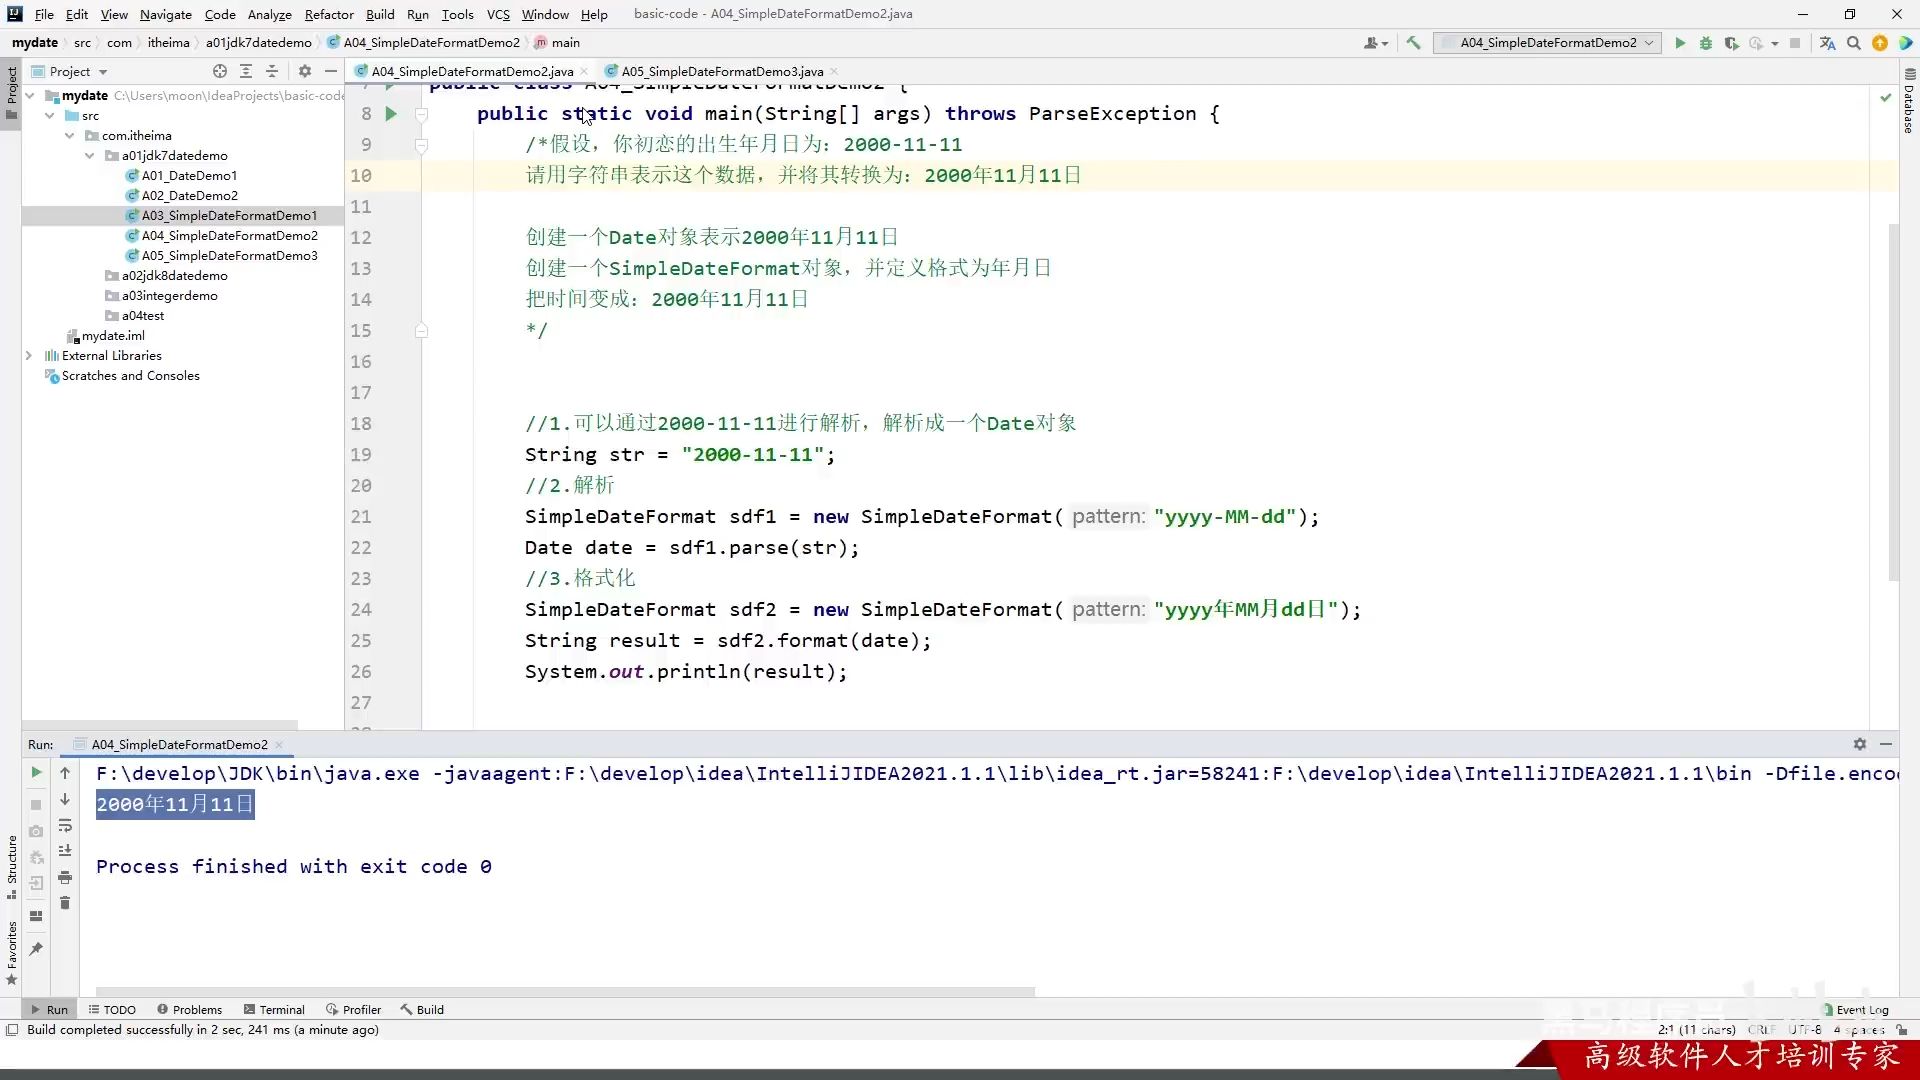 File Edit View Navigate Code Analyze Refactor Build Run Tools VCS Window Help basic-code - A04_SimpleDateFormatDemo2.java
mydate src com itheima a01jdk7datedemo A04_SimpleDateFormatDemo2 main
A04_SimpleDateFormatDemo2
Project
A04_SimpleDateFormatDemo2.java A05_SimpleDateFormatDemo3.java
Project
Database
mydate C:\Users\moon\IdeaProjects\basic-code
src
com.itheima
a01jdk7datedemo
A01_DateDemo1
A02_DateDemo2
A03_SimpleDateFormatDemo1
A04_SimpleDateFormatDemo2
A05_SimpleDateFormatDemo3
a02jdk8datedemo
a03integerdemo
a04test
mydate.iml
External Libraries
Scratches and Consoles
7 public class A04_SimpleDateFormatDemo2 {
8 public static void main(String[] args) throws ParseException {
9 /*假设，你初恋的出生年月日为：2000-11-11
10 请用字符串表示这个数据，并将其转换为：2000年11月11日
11
12 创建一个Date对象表示2000年11月11日
13 创建一个SimpleDateFormat对象，并定义格式为年月日
14 把时间变成：2000年11月11日
15 */
16
17
18 //1.可以通过2000-11-11进行解析，解析成一个Date对象
19 String str = "2000-11-11";
20 //2.解析
21 SimpleDateFormat sdf1 = new SimpleDateFormat( pattern: "yyyy-MM-dd");
22 Date date = sdf1.parse(str);
23 //3.格式化
24 SimpleDateFormat sdf2 = new SimpleDateFormat( pattern: "yyyy年MM月dd日");
25 String result = sdf2.format(date);
26 System.out.println(result);
27
Run: A04_SimpleDateFormatDemo2
F:\develop\JDK\bin\java.exe -javaagent:F:\develop\idea\IntelliJIDEA2021.1.1\lib\idea_rt.jar=58241:F:\develop\idea\IntelliJIDEA2021.1.1\bin -Dfile.enco
2000年11月11日
Process finished with exit code 0
Structure
Favorites
Run TODO Problems Terminal Profiler Build Event Log
Build completed successfully in 2 sec, 241 ms (a minute ago) 2:1 (11 chars) CRLF UTF-8 4 spaces
高级软件人才培训专家